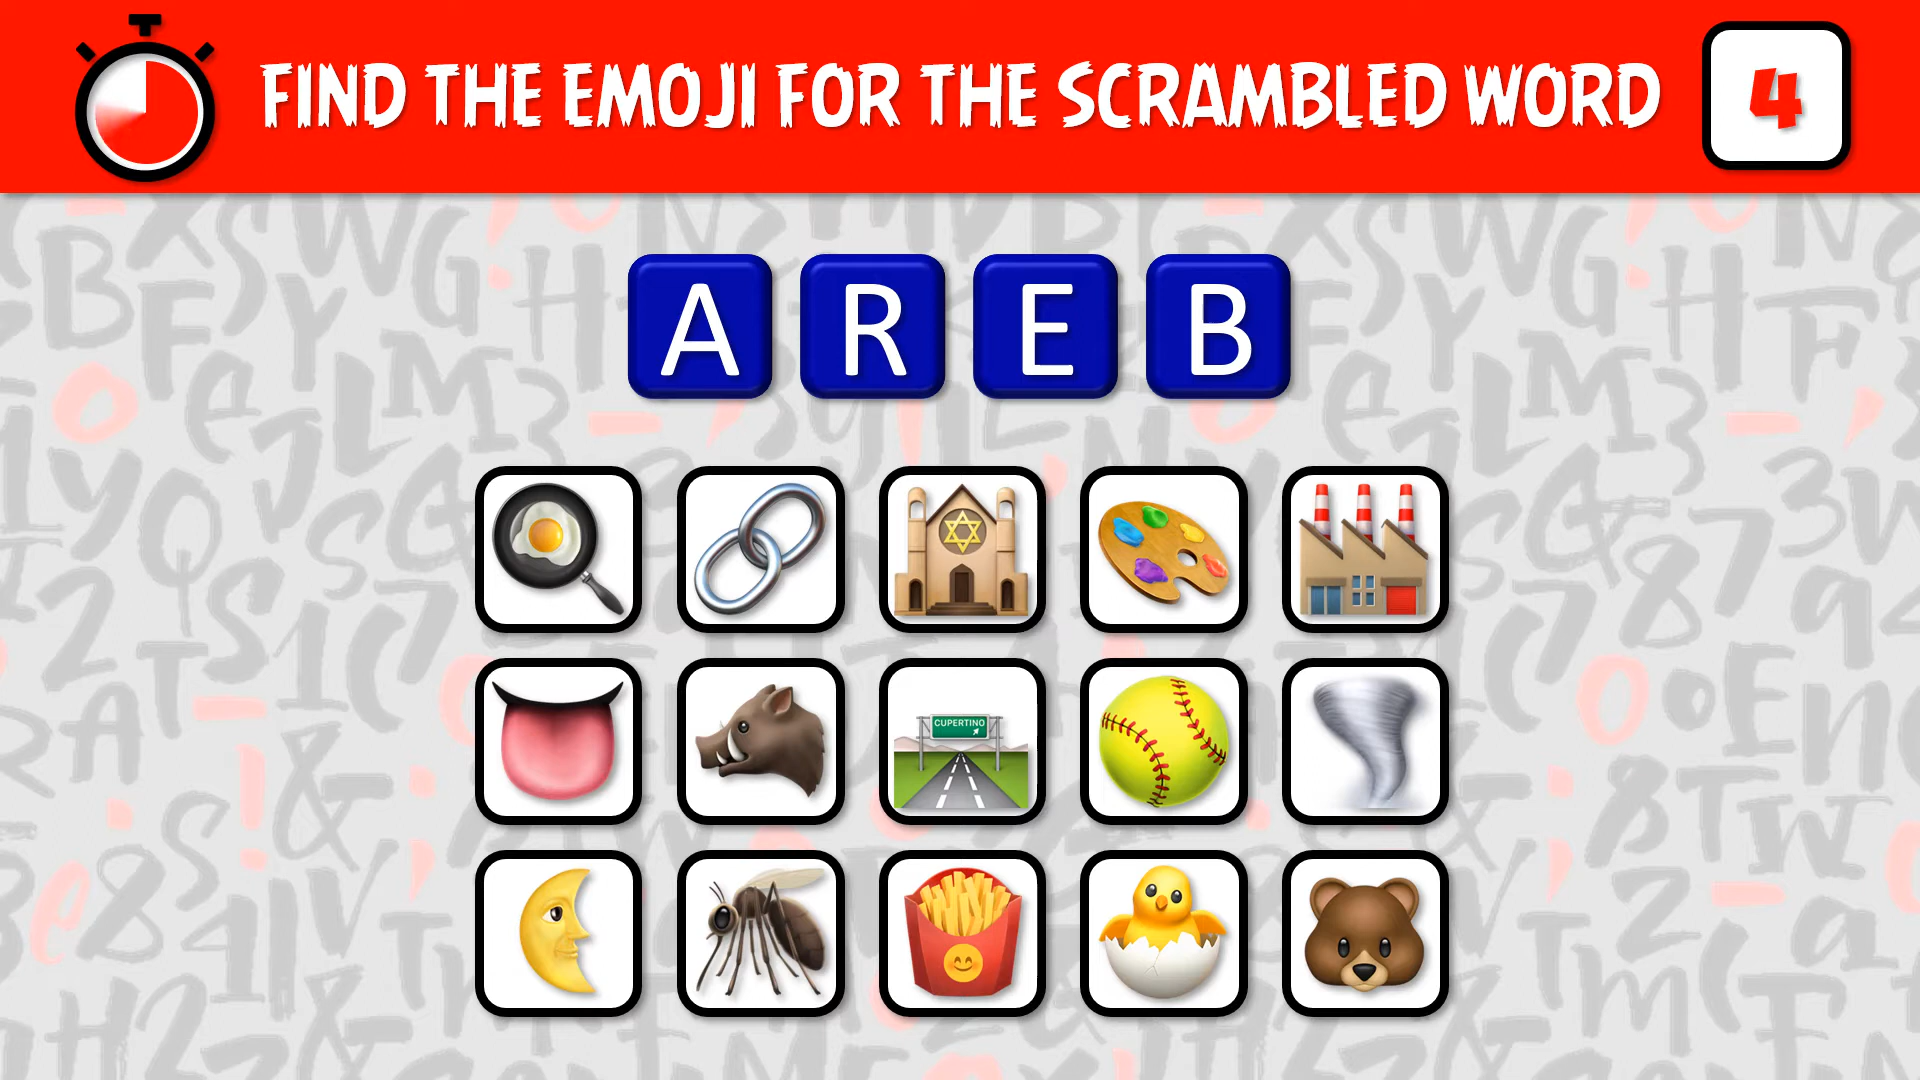 FIND THE EMOJI FOR THE SCRAMBLED WORD
4
A R E B
CUPERTINO